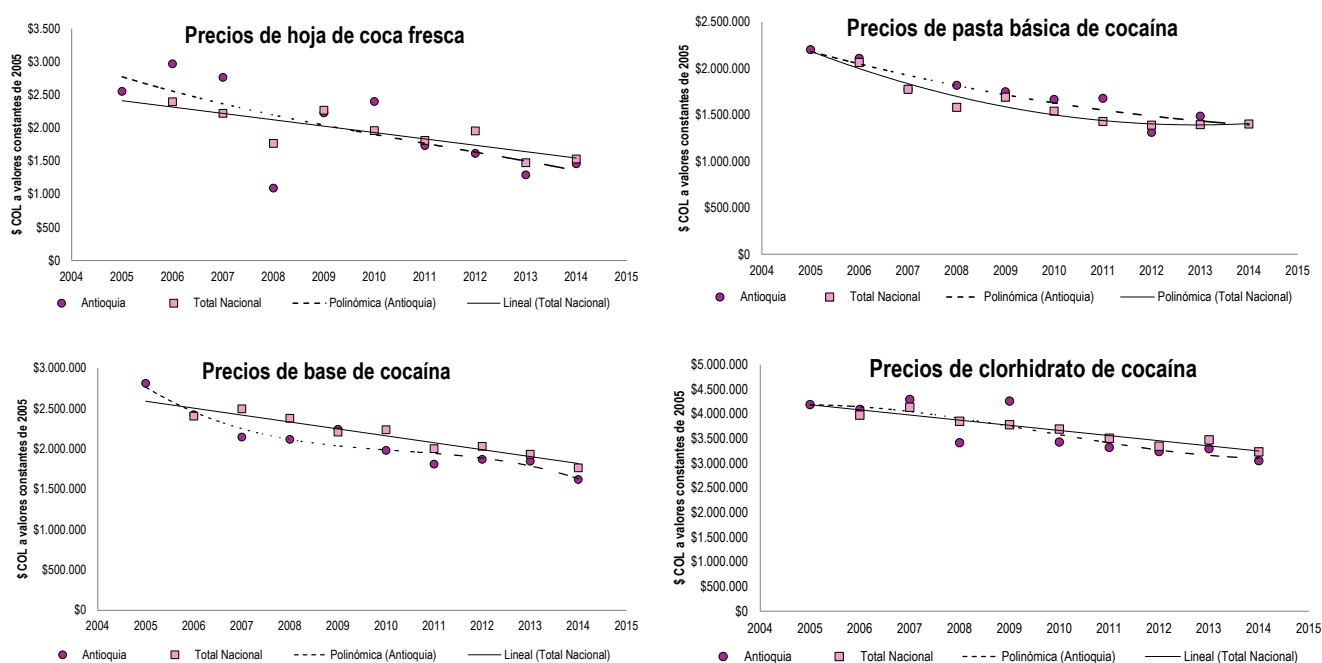 Precios de hoja de coca fresca
$ COL a valores constantes de 2005
$3.500
$3.000
$2.500
$2.000
$1.500
$1.000
$500
$0
2004 2005 2006 2007 2008 2009 2010 2011 2012 2013 2014 2015
Antioquia Total Nacional Polinómica (Antioquia) Lineal (Total Nacional)
Precios de pasta básica de cocaína
$ COL a valores constantes de 2005
$2.500.000
$2.000.000
$1.500.000
$1.000.000
$500.000
$0
2004 2005 2006 2007 2008 2009 2010 2011 2012 2013 2014 2015
Antioquia Total Nacional Polinómica (Antioquia) Polinómica (Total Nacional)
Precios de base de cocaína
$ COL a valores constantes de 2005
$3.000.000
$2.500.000
$2.000.000
$1.500.000
$1.000.000
$500.000
$0
2004 2005 2006 2007 2008 2009 2010 2011 2012 2013 2014 2015
Antioquia Total Nacional Polinómica (Antioquia) Lineal (Total Nacional)
Precios de clorhidrato de cocaína
$ COL a valores constantes de 2005
$5.000.000
$4.500.000
$4.000.000
$3.500.000
$3.000.000
$2.500.000
$2.000.000
$1.500.000
$1.000.000
$500.000
$0
2004 2005 2006 2007 2008 2009 2010 2011 2012 2013 2014 2015
Antioquia Total Nacional Polinómica (Antioquia) Lineal (Total Nacional)